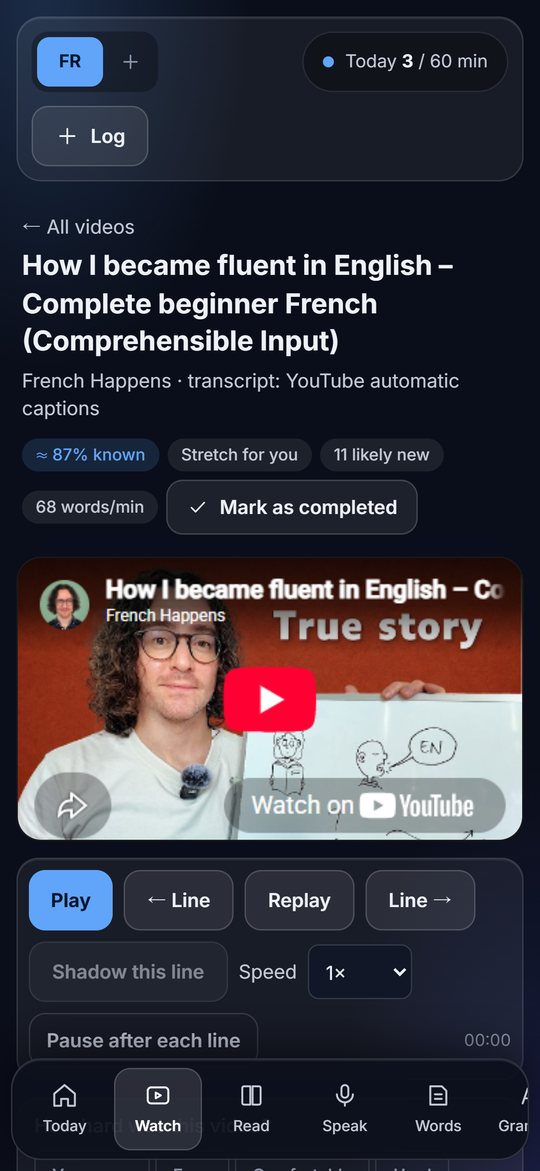 FR
+
Today 3 / 60 min
+ Log
← All videos
How I became fluent in English –
Complete beginner French
(Comprehensible Input)
French Happens · transcript: YouTube automatic
captions
≈ 87% known
Stretch for you
11 likely new
68 words/min
✓ Mark as completed
How I became fluent in English – Co
French Happens
True story
EN
Watch on YouTube
Play
← Line
Replay
Line →
Shadow this line
Speed
1×
Pause after each line
00:00
Today
Watch
Read
Speak
Words
Gran